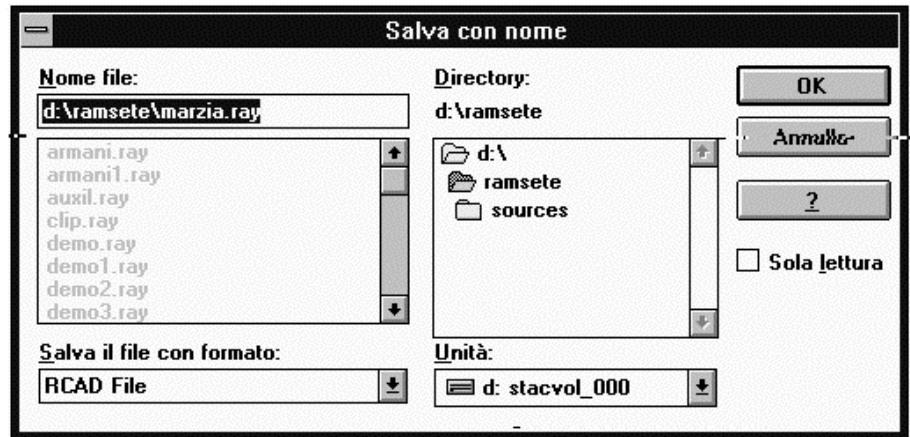 Salva con nome
Nome file:
d:\ramsete\marzia.ray
armani.ray
armani1.ray
auxil.ray
clip.ray
demo.ray
demo1.ray
demo2.ray
demo3.ray
Salva il file con formato:
RCAD File
Directory:
d:\ramsete
d:\
ramsete
sources
Unità:
d: stacvol_000
OK
Annulla
?
Sola lettura